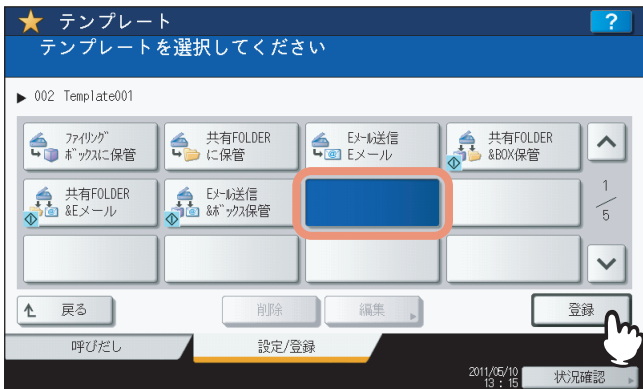 テンプレート
?
テンプレートを選択してください
▶ 002 Template001
ファイリング
ボックスに保管
共有FOLDER
に保管
Eメール送信
Eメール
共有FOLDER
&BOX保管
共有FOLDER
&Eメール
Eメール送信
&ボックス保管
1
5
戻る
削除
編集
登録
呼びだし
設定/登録
2011/05/10
13 : 15
状況確認